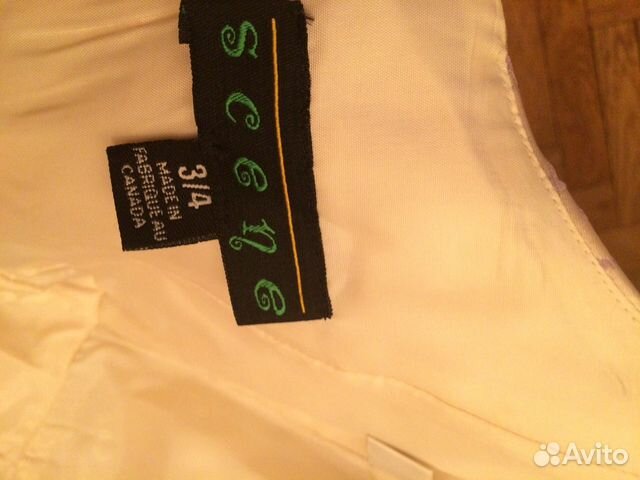 scene
3/4
MADE IN
FABRIQUE AU
CANADA
Avito